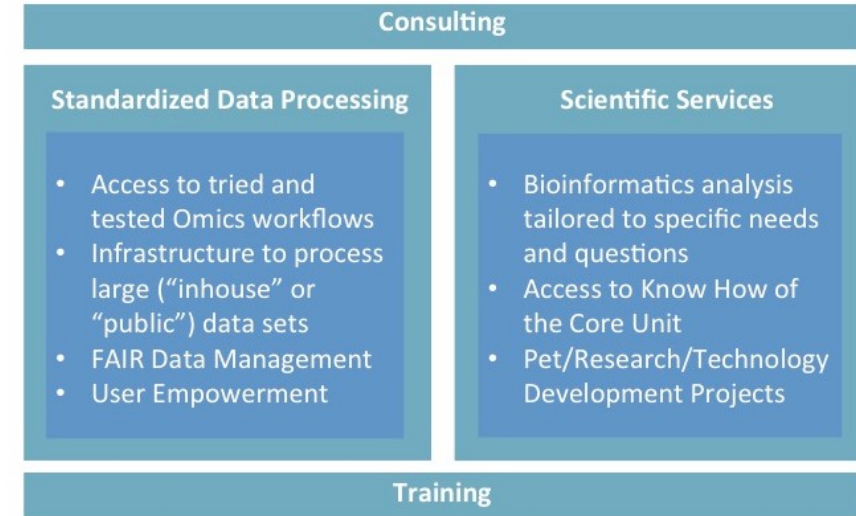 Consulting
Standardized Data Processing
• Access to tried and
tested Omics workflows
• Infrastructure to process
large (“inhouse” or
“public”) data sets
• FAIR Data Management
• User Empowerment
Scientific Services
• Bioinformatics analysis
tailored to specific needs
and questions
• Access to Know How of
the Core Unit
• Pet/Research/Technology
Development Projects
Training